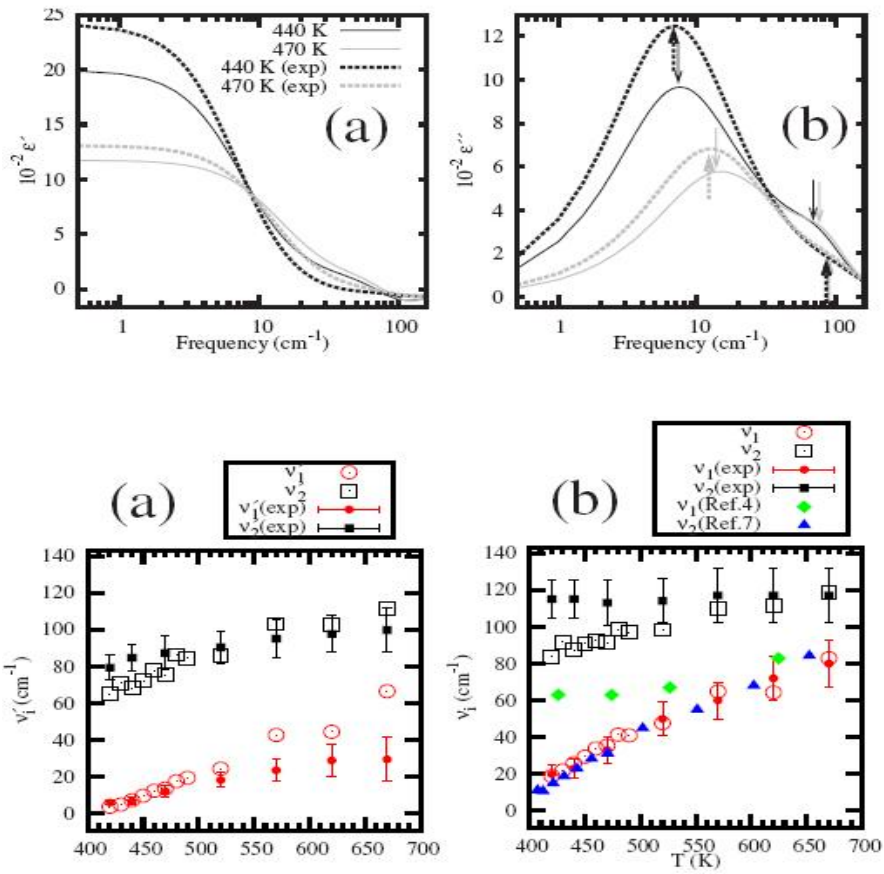 25
20
15
10
5
0
10⁻² ε′
440 K
470 K
440 K (exp)
470 K (exp)
(a)
1
10
100
Frequency (cm⁻¹)
12
10
8
6
4
2
0
10⁻² ε′′
(b)
1
10
100
Frequency (cm⁻¹)
(a)
ν′₁
ν′₂
ν′₁(exp)
ν′₂(exp)
140
120
100
80
60
40
20
0
ν′ᵢ (cm⁻¹)
400 450 500 550 600 650 700
(b)
ν₁
ν₂
ν₁(exp)
ν₂(exp)
ν₁(Ref.4)
ν₂(Ref.7)
140
120
100
80
60
40
20
0
νᵢ (cm⁻¹)
400 450 500 550 600 650 700
T (K)